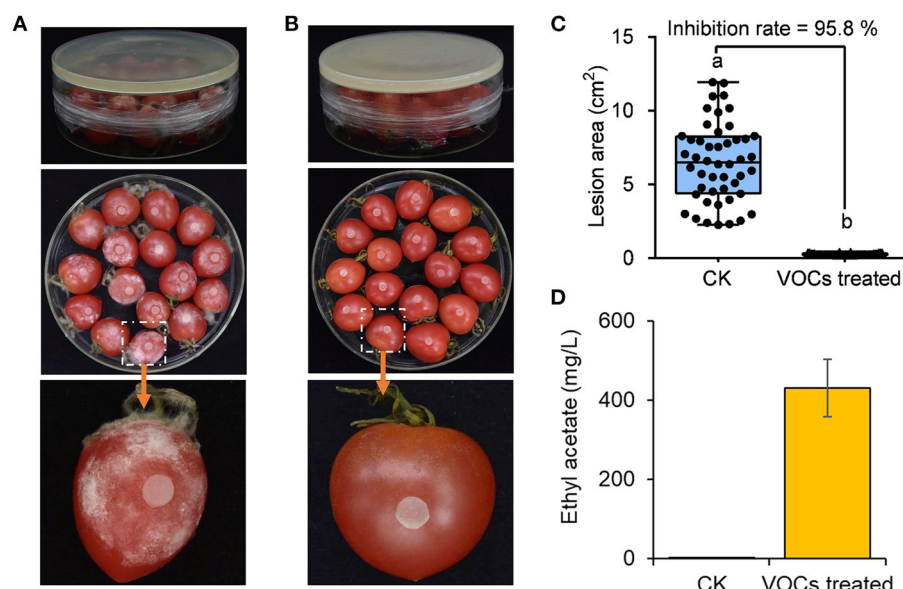 A
B
C
Inhibition rate = 95.8 %
Lesion area (cm²)
15
10
5
0
a
b
CK
VOCs treated
D
Ethyl acetate (mg/L)
600
400
200
0
CK
VOCs treated